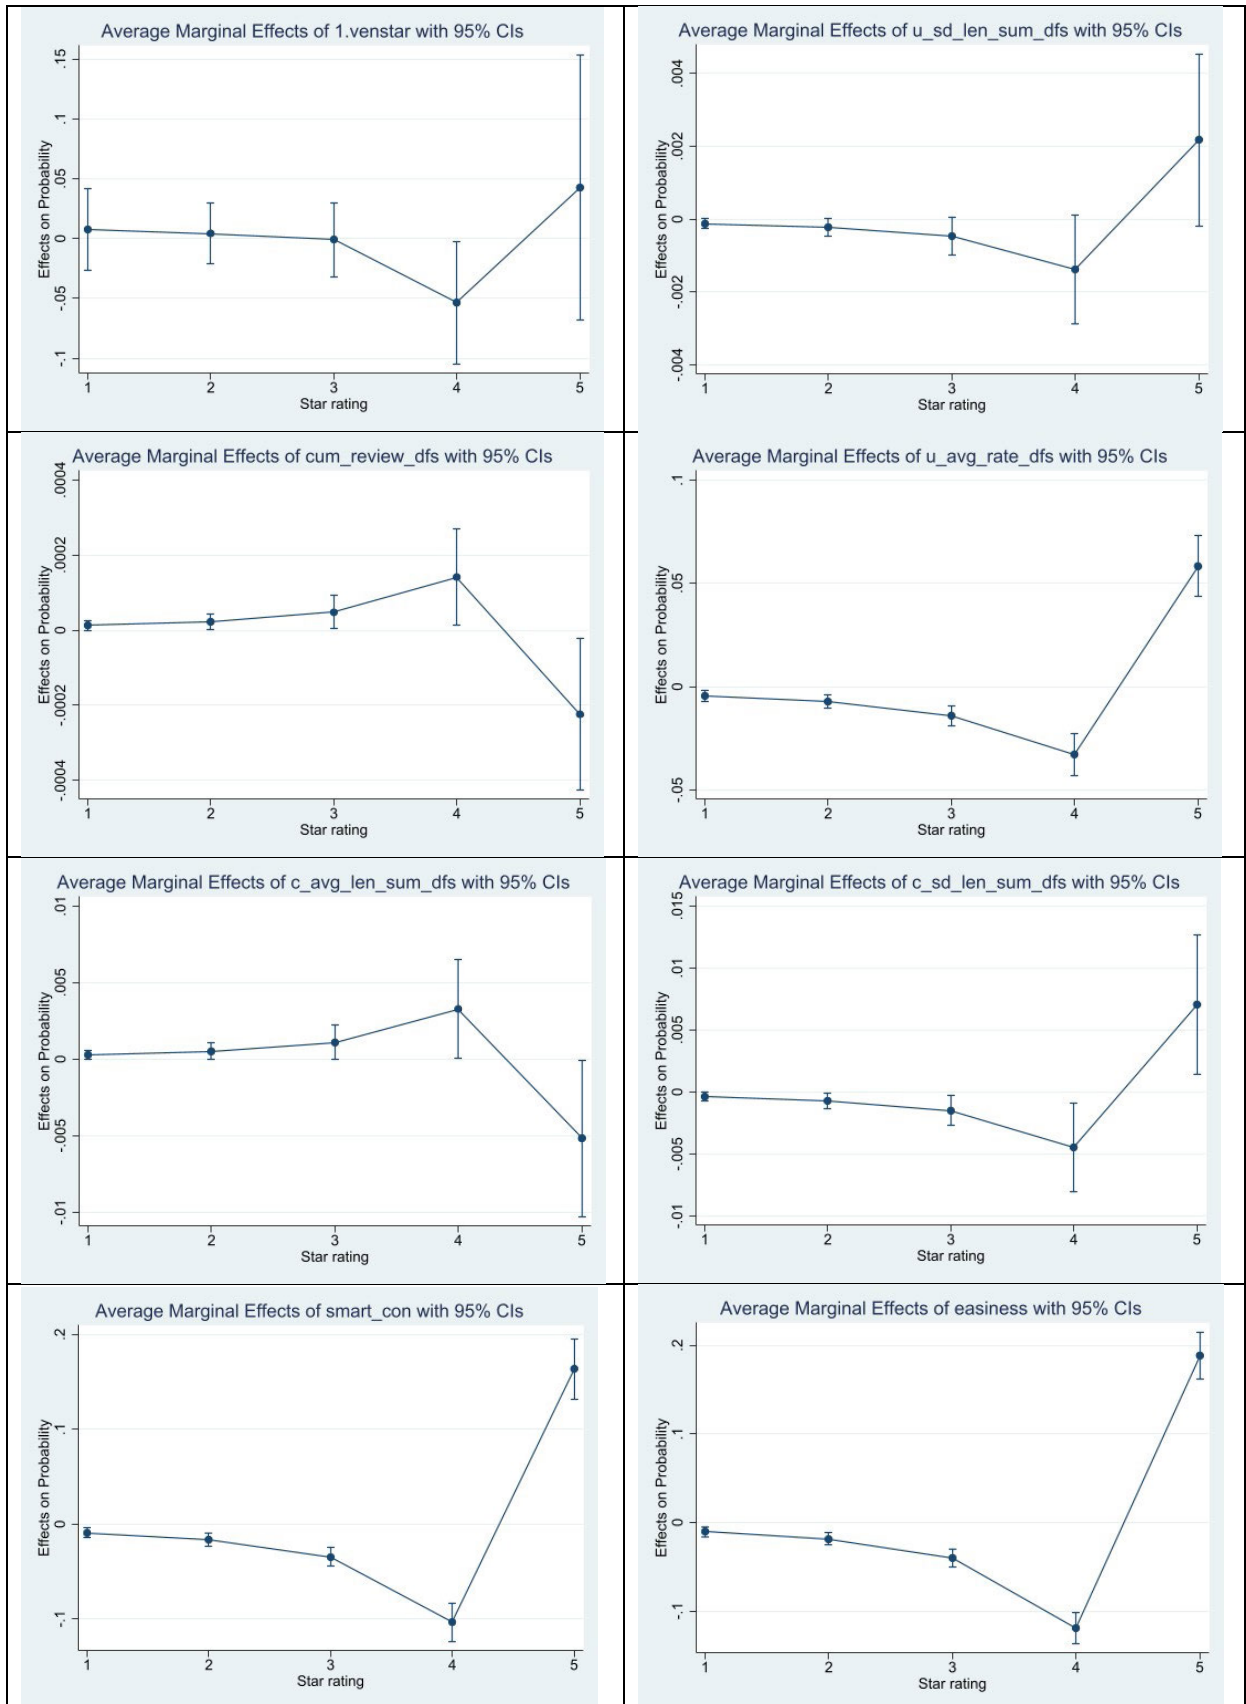 Average Marginal Effects of 1.venstar with 95% CIs
Effects on Probability
.15
.1
.05
0
-.05
-.1
1 2 3 4 5
Star rating
Average Marginal Effects of u_sd_len_sum_dfs with 95% CIs
Effects on Probability
.004
.002
0
-.002
-.004
1 2 3 4 5
Star rating
Average Marginal Effects of cum_review_dfs with 95% CIs
Effects on Probability
.0004
.0002
0
-.0002
-.0004
1 2 3 4 5
Star rating
Average Marginal Effects of u_avg_rate_dfs with 95% CIs
Effects on Probability
.1
.05
0
-.05
1 2 3 4 5
Star rating
Average Marginal Effects of c_avg_len_sum_dfs with 95% CIs
Effects on Probability
.01
.005
0
-.005
-.01
1 2 3 4 5
Star rating
Average Marginal Effects of c_sd_len_sum_dfs with 95% CIs
Effects on Probability
.015
.01
.005
0
-.005
-.01
1 2 3 4 5
Star rating
Average Marginal Effects of smart_con with 95% CIs
Effects on Probability
.2
.1
0
-.1
1 2 3 4 5
Star rating
Average Marginal Effects of easiness with 95% CIs
Effects on Probability
.2
.1
0
-.1
1 2 3 4 5
Star rating